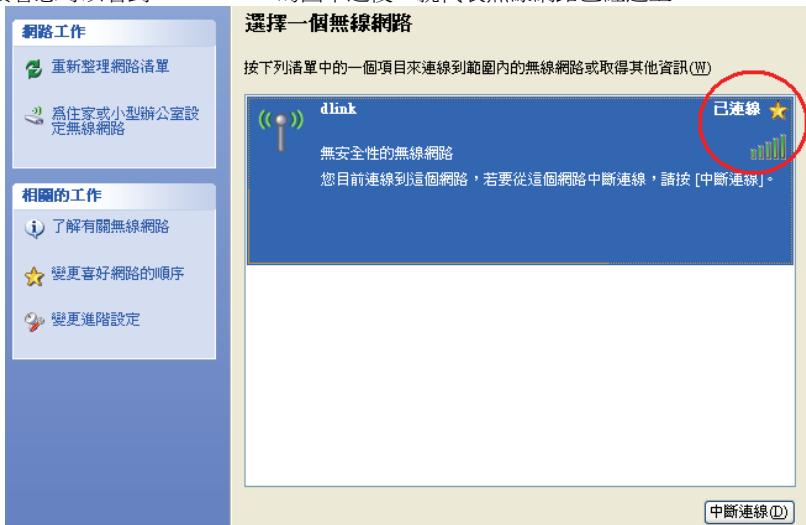 網路工作
重新整理網路清單
爲住家或小型辦公室設
定無線網路
相關的工作
了解有關無線網路
變更喜好網路的順序
變更進階設定
選擇一個無線網路
按下列清單中的一個項目來連線到範圍內的無線網路或取得其他資訊(W)
dlink
已連線
無安全性的無線網路
您目前連線到這個網路，若要從這個網路中斷連線，請按 [中斷連線]。
中斷連線(D)